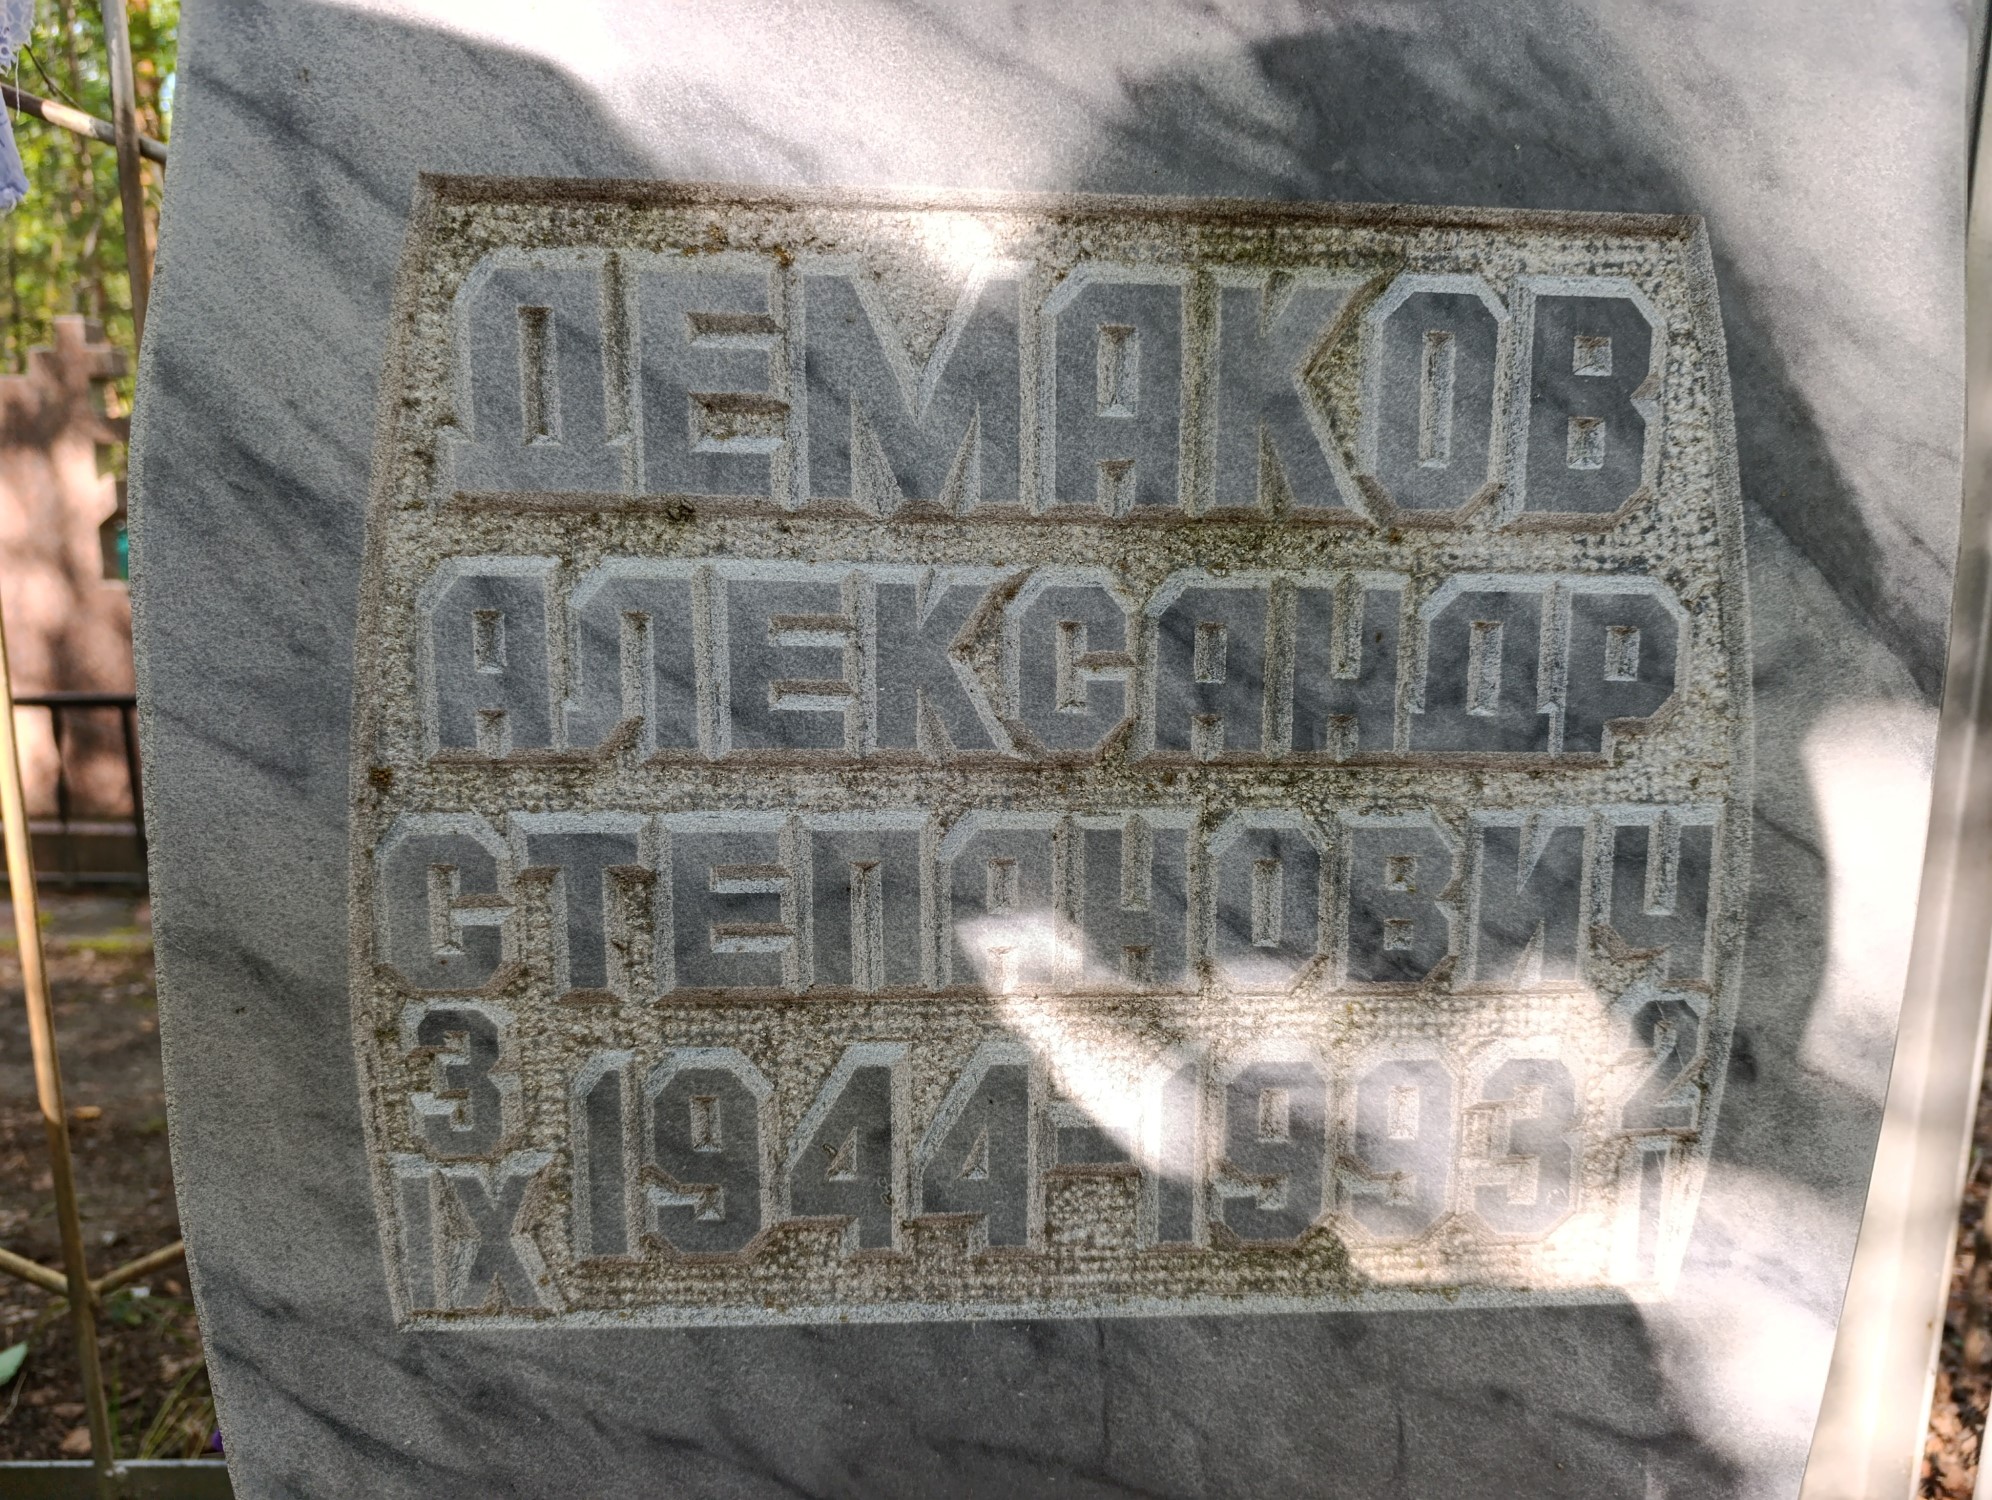 ДЕМАКОВ
АЛЕКСАНДР
СТЕПАНОВИЧ
3 1944-1993 2
IX